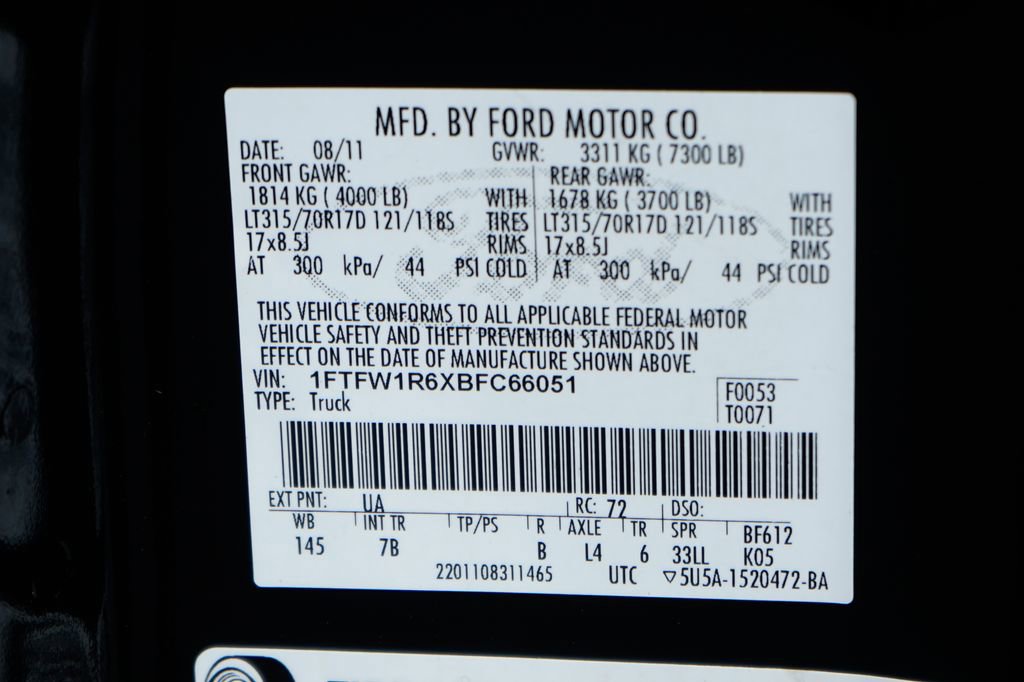 MFD. BY FORD MOTOR CO.
DATE: 08/11 GVWR: 3311 KG ( 7300 LB)
FRONT GAWR: REAR GAWR:
1814 KG ( 4000 LB) WITH 1678 KG ( 3700 LB) WITH
LT315/70R17D 121/118S TIRES LT315/70R17D 121/118S TIRES
17x8.5J RIMS 17x8.5J RIMS
AT 300 kPa/ 44 PSI COLD AT 300 kPa/ 44 PSI COLD
THIS VEHICLE CONFORMS TO ALL APPLICABLE FEDERAL MOTOR
VEHICLE SAFETY AND THEFT PREVENTION STANDARDS IN
EFFECT ON THE DATE OF MANUFACTURE SHOWN ABOVE.
VIN: 1FTFW1R6XBFC66051 F0053
TYPE: Truck T0071
EXT PNT: UA RC: 72 DSO:
WB INT TR TP/PS R AXLE TR SPR BF612
145 7B B L4 6 33LL K05
2201108311465 UTC ▽5U5A-1520472-BA